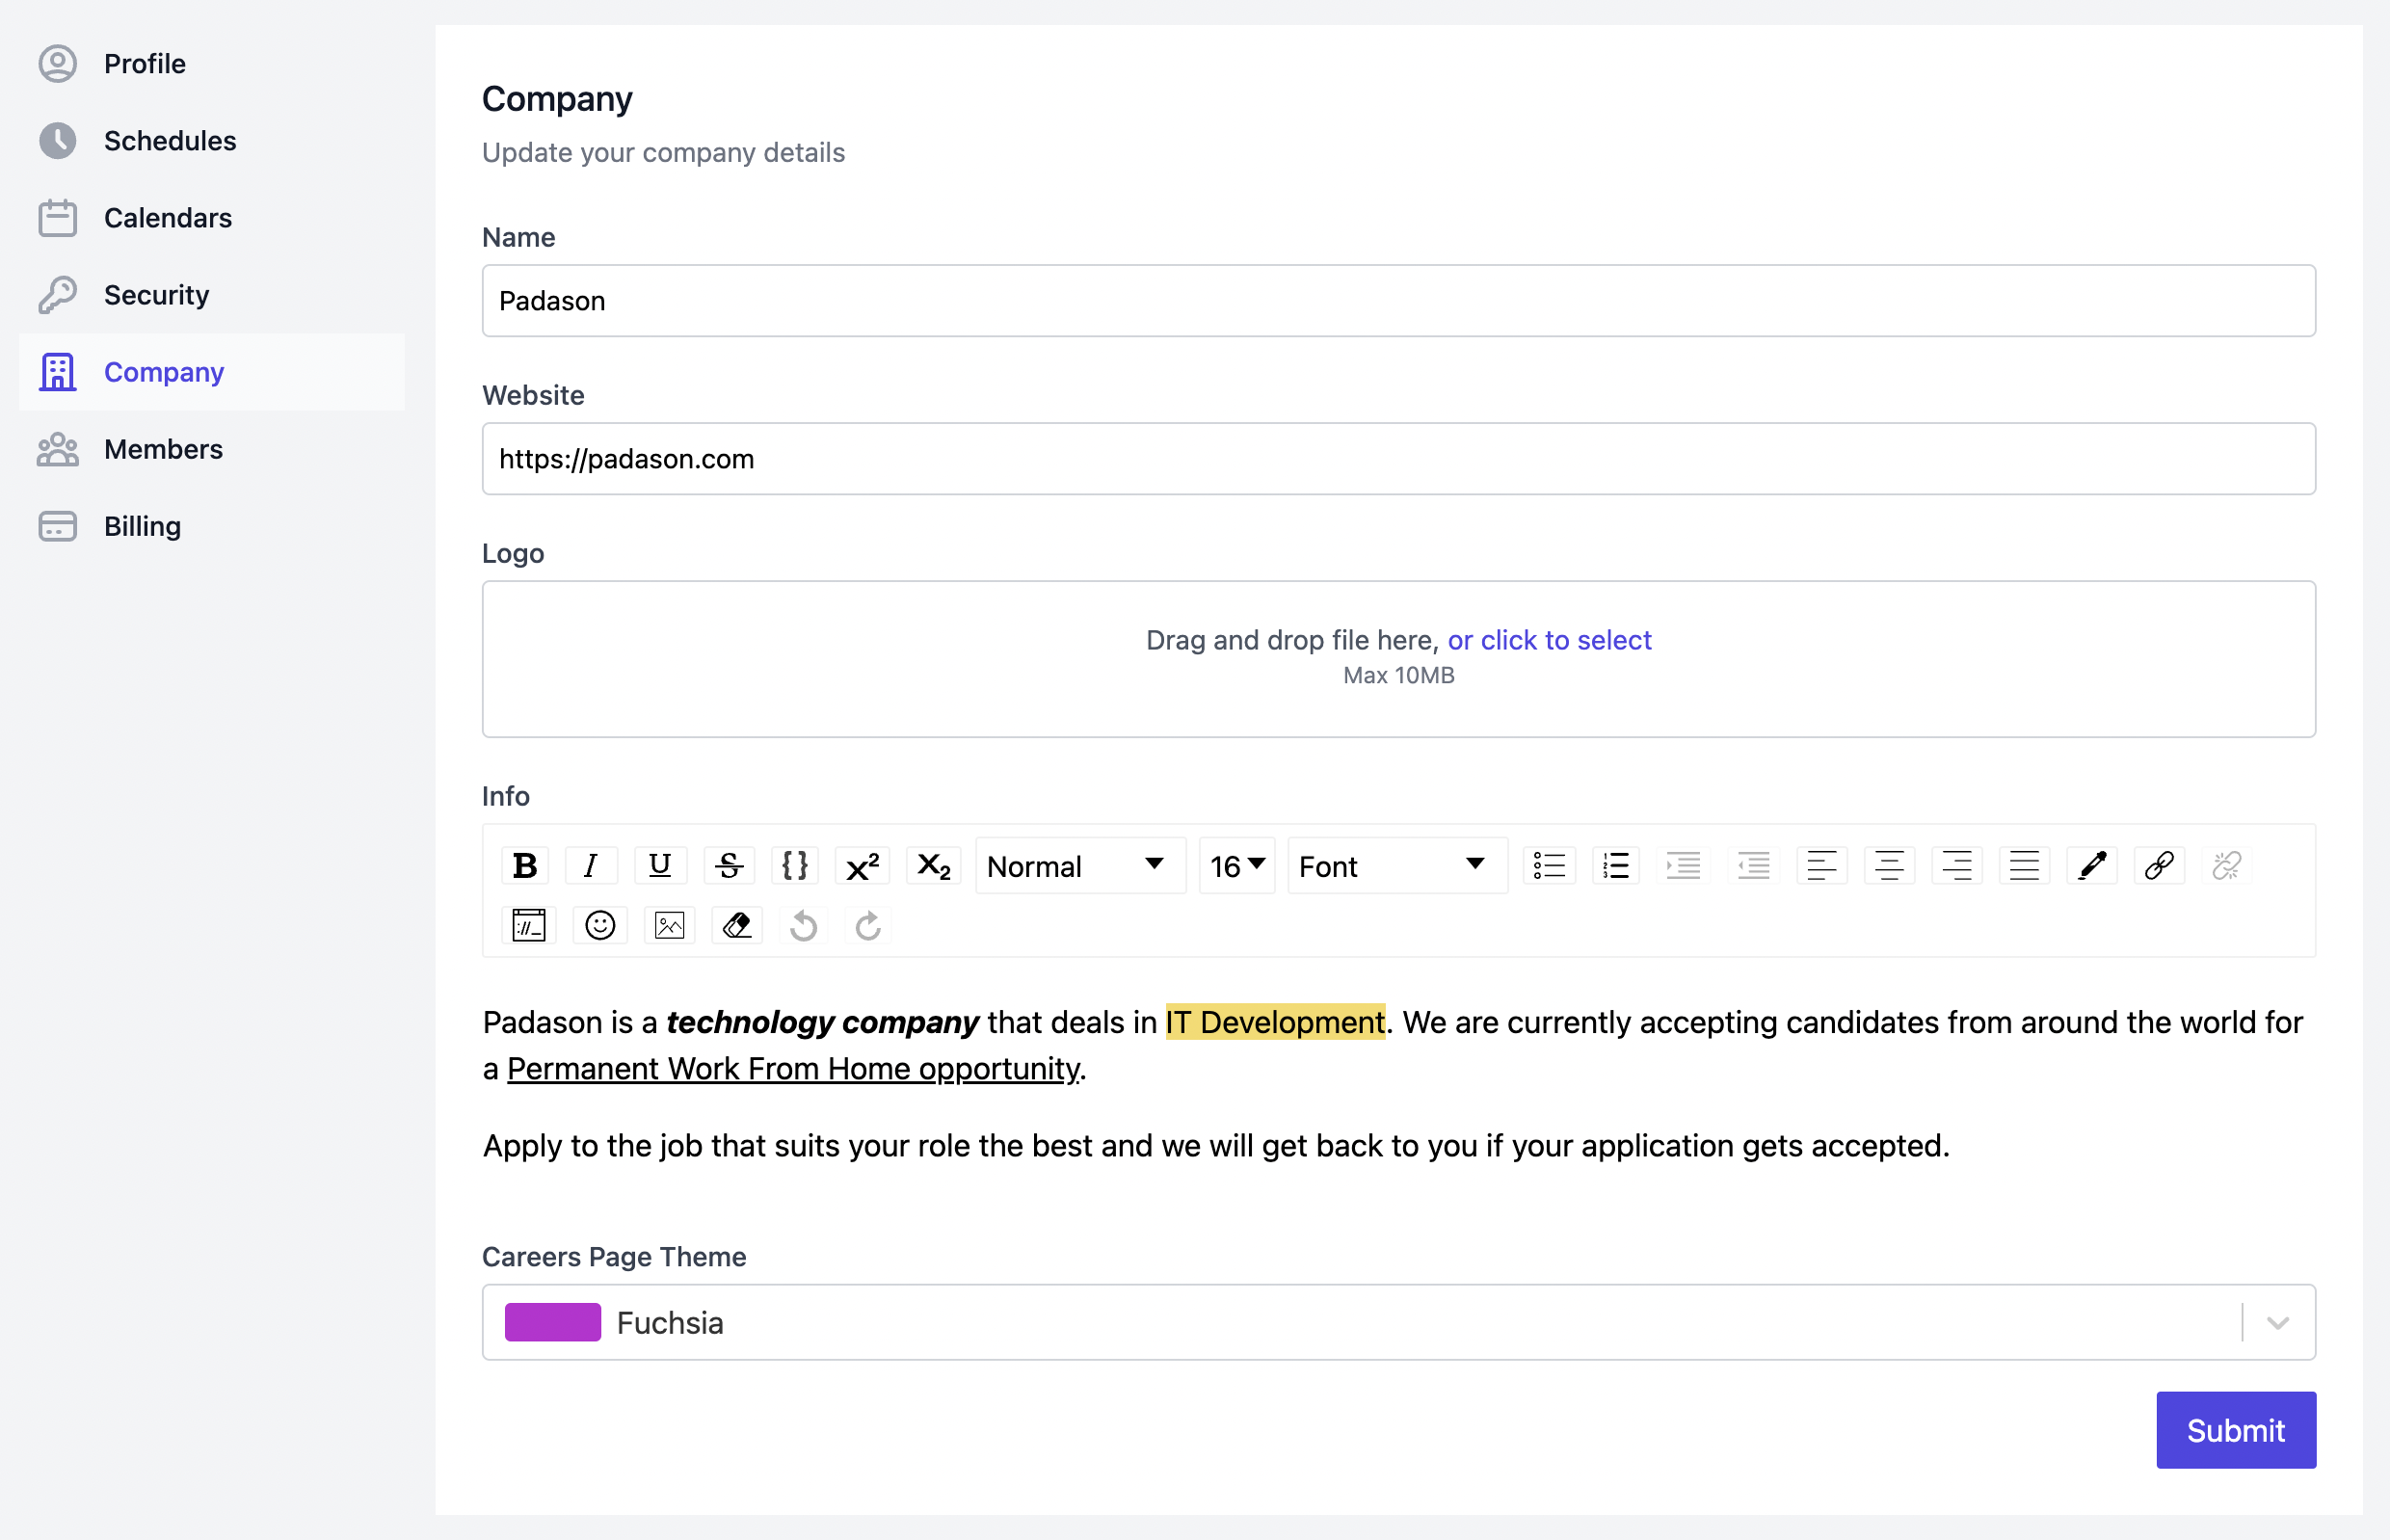 Profile
Schedules
Calendars
Security
Company
Members
Billing
Company
Update your company details
Name
Padason
Website
https://padason.com
Logo
Drag and drop file here, or click to select
Max 10MB
Info
B I U S {} x² X₂ Normal 16 Font
://_
Padason is a technology company that deals in IT Development. We are currently accepting candidates from around the world for
a Permanent Work From Home opportunity.
Apply to the job that suits your role the best and we will get back to you if your application gets accepted.
Careers Page Theme
Fuchsia
Submit